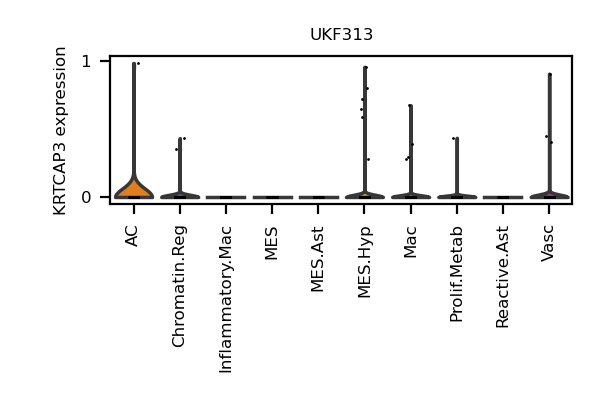 UKF313
KRTCAP3 expression
1
0
AC
Chromatin.Reg
Inflammatory.Mac
MES
MES.Ast
MES.Hyp
Mac
Prolif.Metab
Reactive.Ast
Vasc